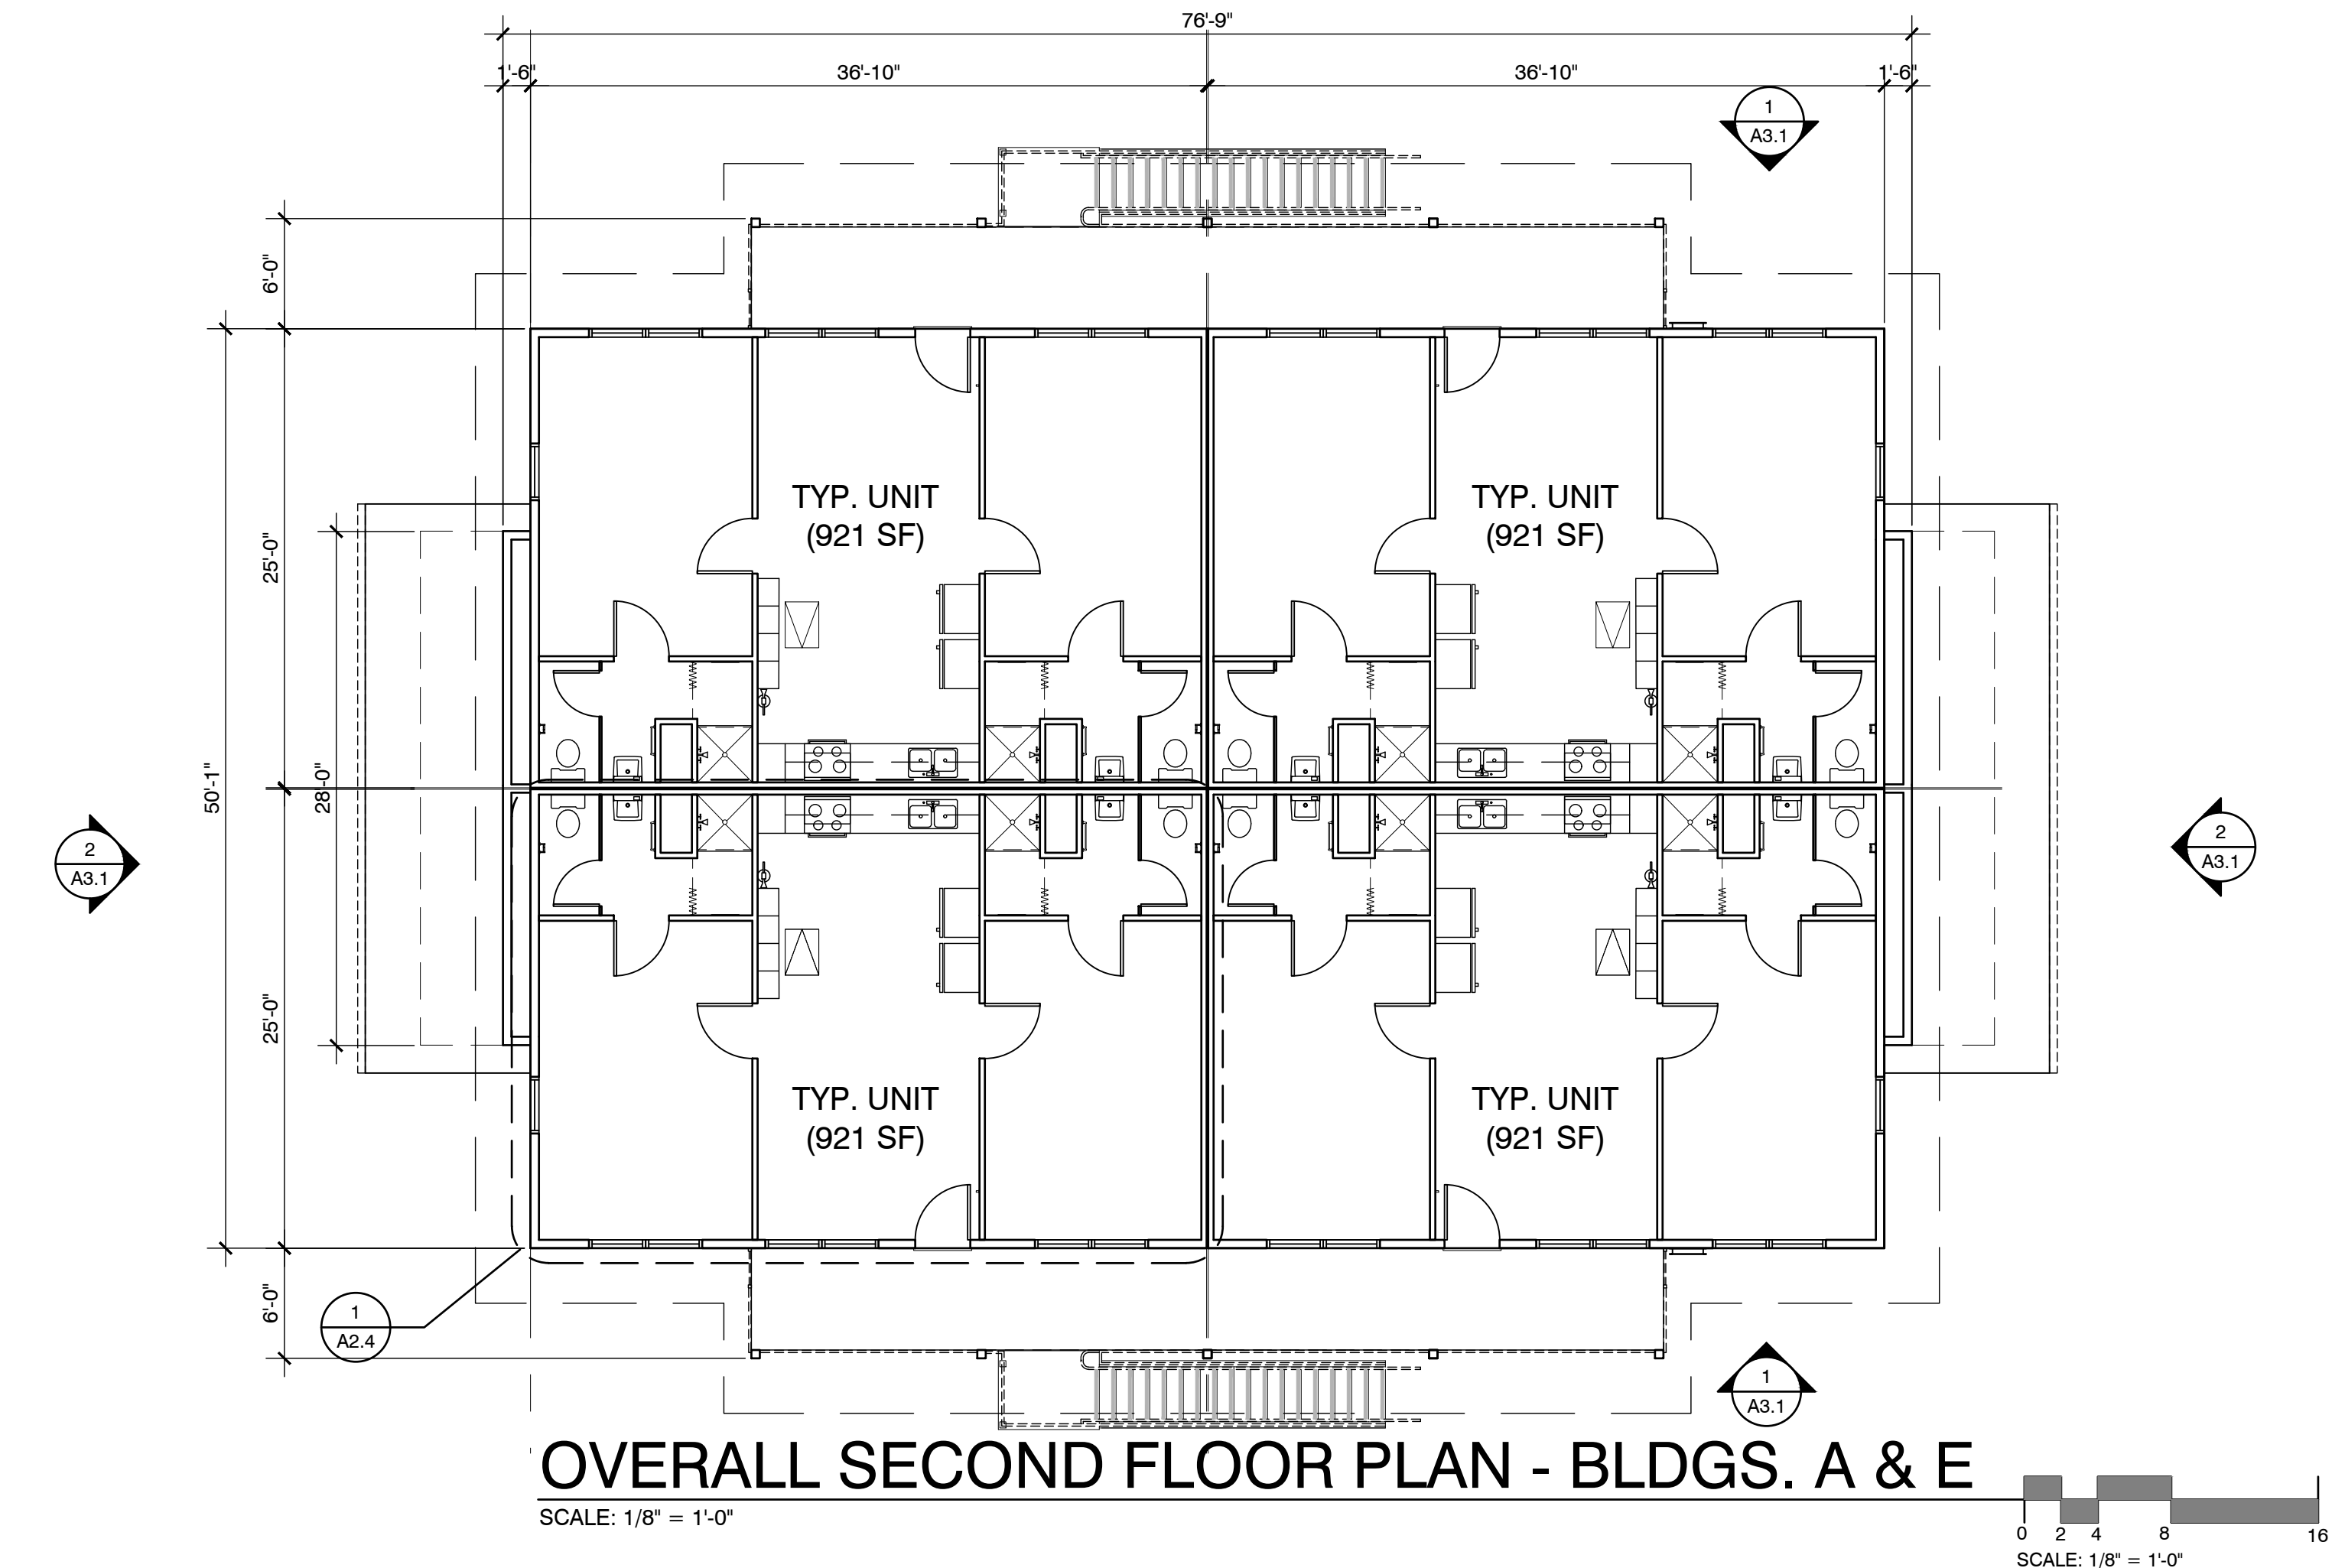 76'-9"
1'-6"
36'-10"
36'-10"
1'-6"
1
A3.1
6'-0"
25'-0"
50'-1"
28'-0"
25'-0"
6'-0"
TYP. UNIT
(921 SF)
TYP. UNIT
(921 SF)
2
A3.1
2
A3.1
TYP. UNIT
(921 SF)
TYP. UNIT
(921 SF)
1
A2.4
1
A3.1
OVERALL SECOND FLOOR PLAN - BLDGS. A & E
SCALE: 1/8" = 1'-0"
0 2 4 8 16
SCALE: 1/8" = 1'-0"